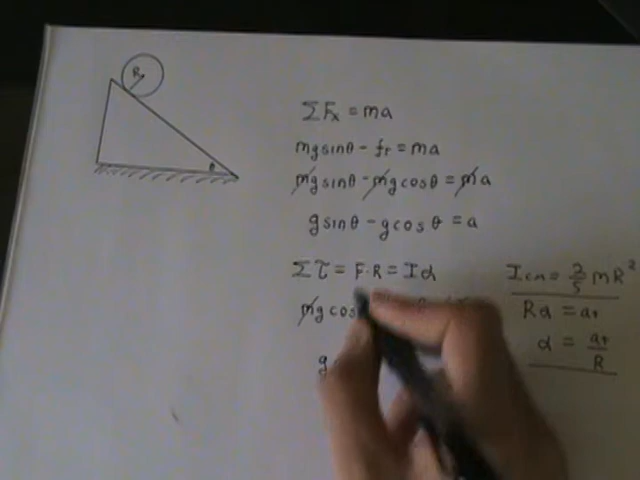 R
θ
ΣFx = ma
mg sinθ - fr = ma
mg sinθ - mg cosθ = ma
g sinθ - g cosθ = a
Στ = F·R = Iα
mg cos
g
Icm = 2/5 mR²
Rα = aT
α = aT/R